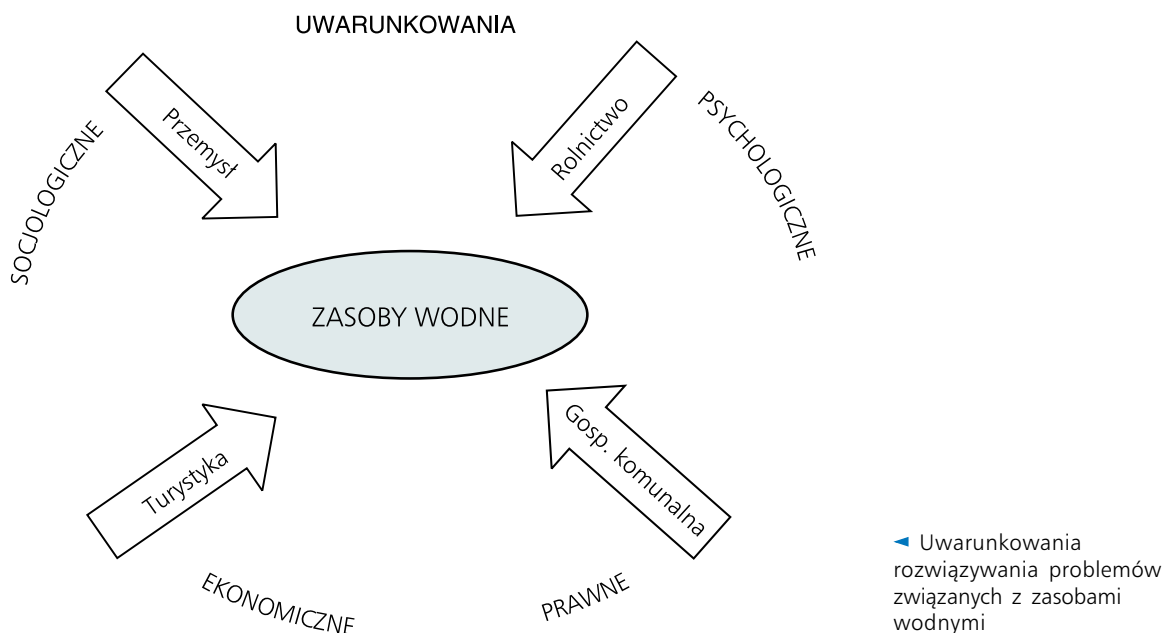 UWARUNKOWANIA
SOCJOLOGICZNE
Przemysł
Rolnictwo
PSYCHOLOGICZNE
ZASOBY WODNE
Turystyka
Gosp. komunalna
EKONOMICZNE
PRAWNE
◄ Uwarunkowania
rozwiązywania problemów
związanych z zasobami
wodnymi